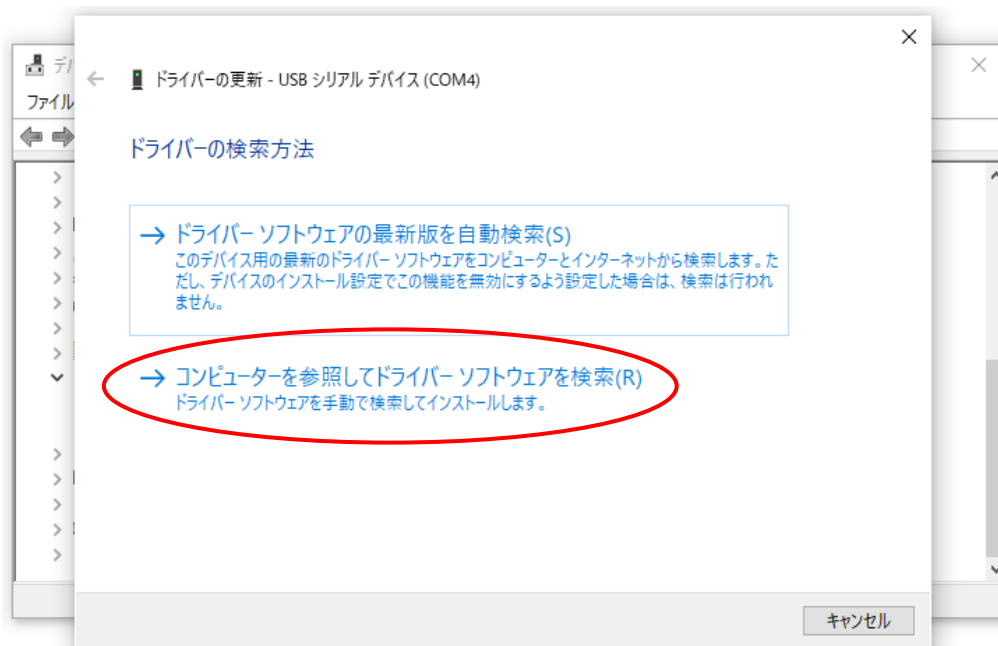 デバ
ドライバーの更新 - USB シリアル デバイス (COM4)
ファイル
ドライバーの検索方法
ドライバー ソフトウェアの最新版を自動検索(S)
このデバイス用の最新のドライバー ソフトウェアをコンピューターとインターネットから検索します。た
だし、デバイスのインストール設定でこの機能を無効にするよう設定した場合は、検索は行われ
ません。
コンピューターを参照してドライバー ソフトウェアを検索(R)
ドライバー ソフトウェアを手動で検索してインストールします。
キャンセル